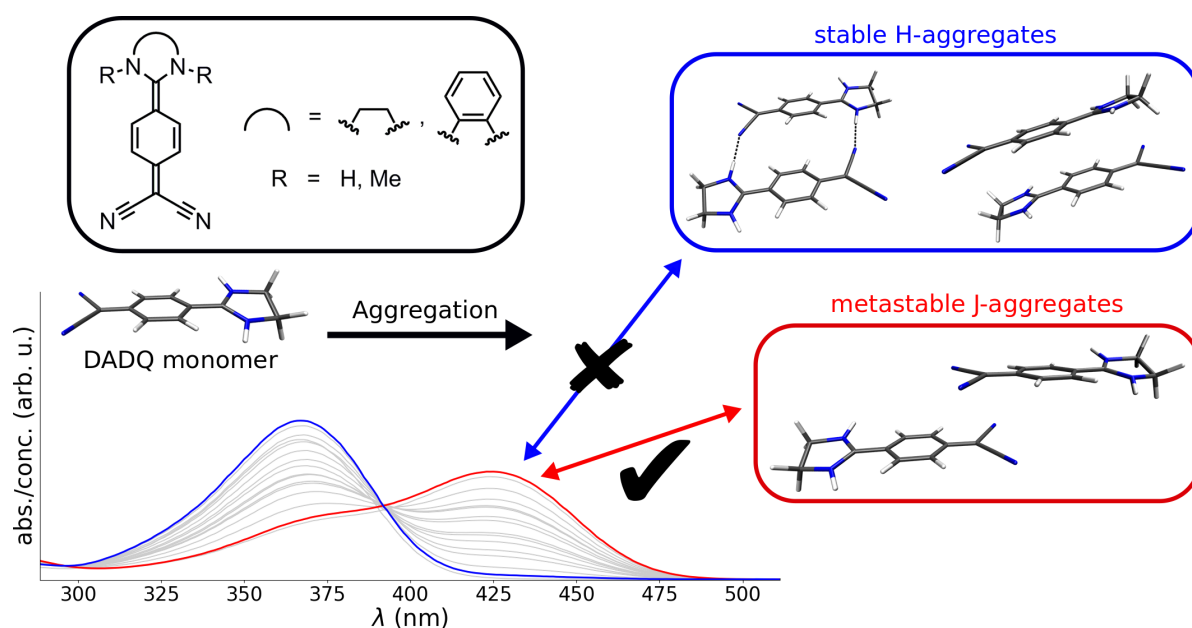 stable H-aggregates
R
N
N
R
= ,
R = H, Me
N
N
metastable J-aggregates
Aggregation
DADQ monomer
abs./conc. (arb. u.)
300 325 350 375 400 425 450 475 500
λ (nm)